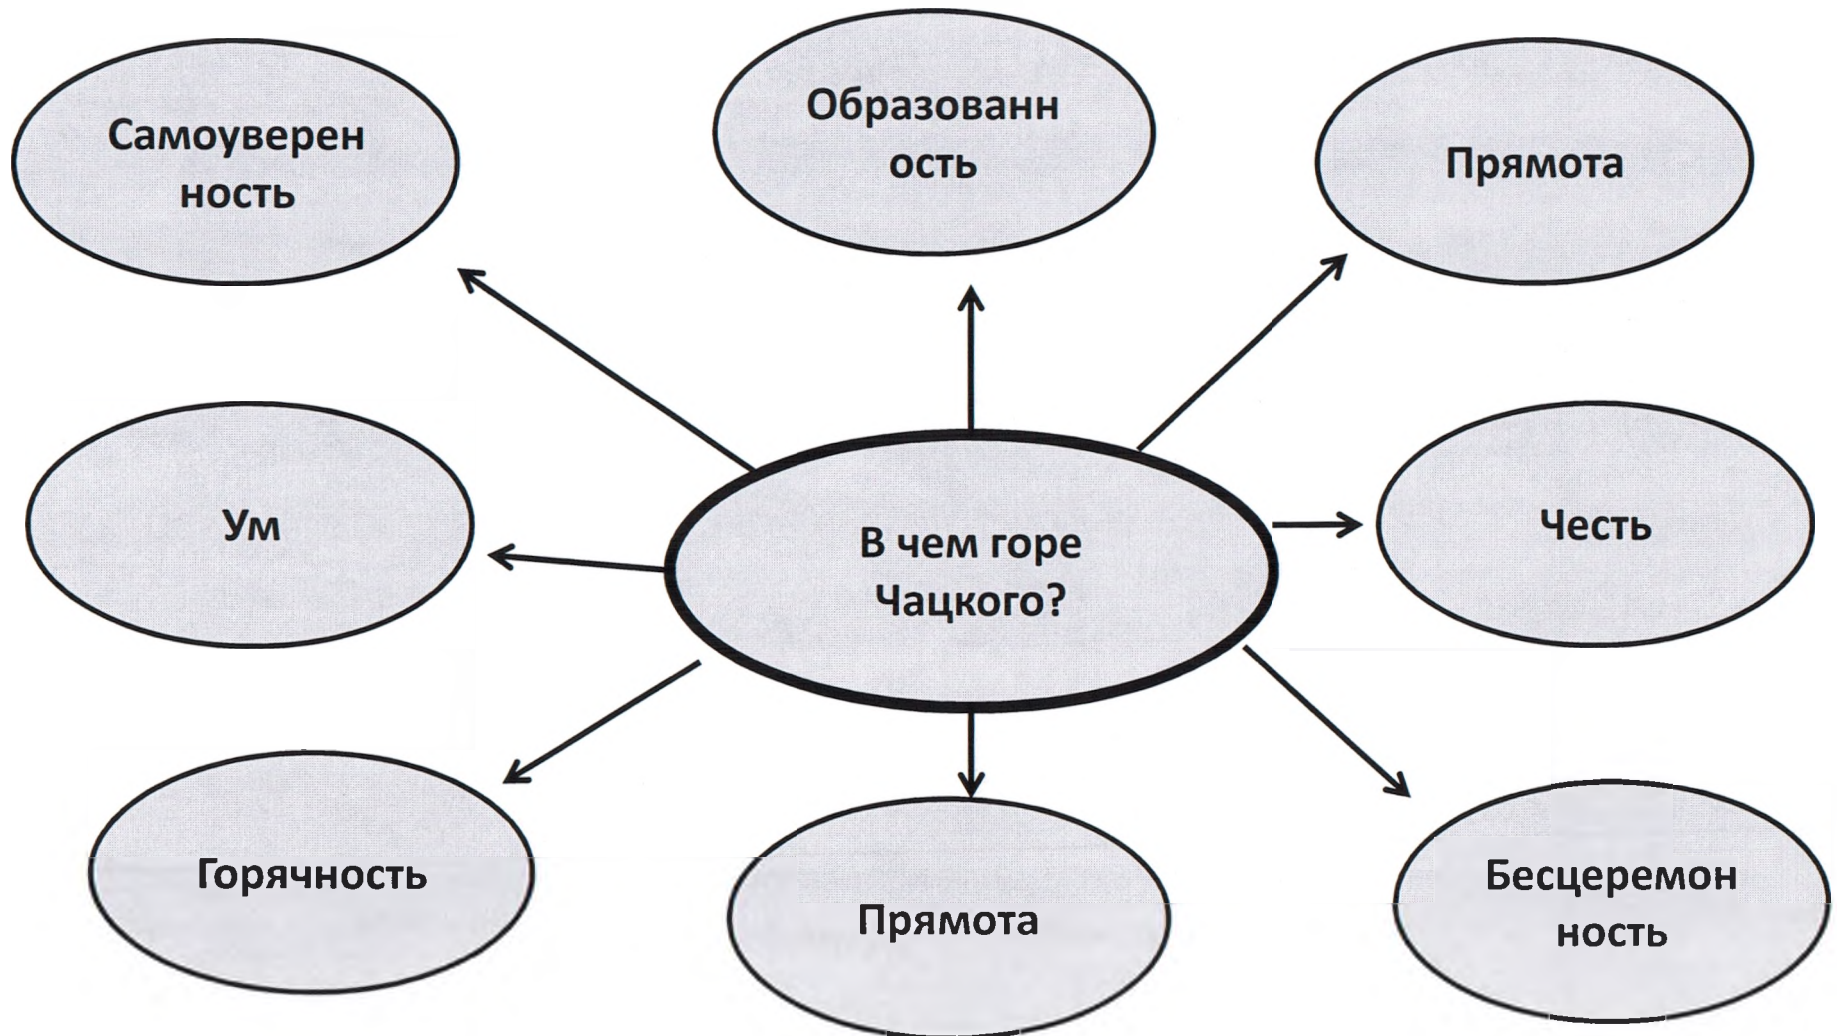 Самоуверен
ность
Образованн
ость
Прямота
Ум
В чем горе
Чацкого?
Честь
Горячность
Прямота
Бесцеремон
ность